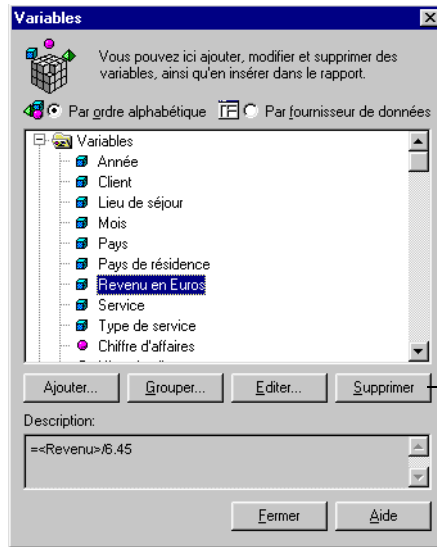 Variables
Vous pouvez ici ajouter, modifier et supprimer des
variables, ainsi qu'en insérer dans le rapport.
Par ordre alphabétique Par fournisseur de données
Variables
Année
Client
Lieu de séjour
Mois
Pays
Pays de résidence
Revenu en Euros
Service
Type de service
Chiffre d'affaires
Ajouter... Grouper... Editer... Supprimer
Description:
=<Revenu>/6.45
Fermer Aide